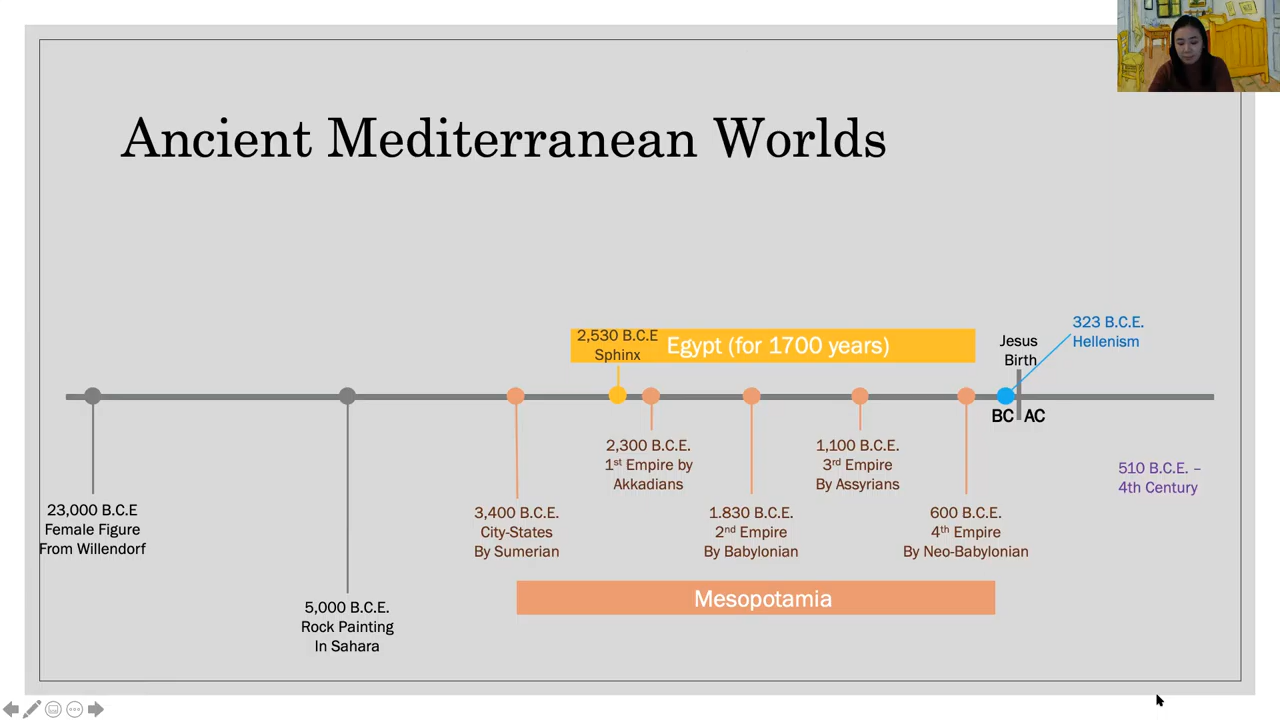 Ancient Mediterranean Worlds
2,530 B.C.E
Sphinx
Egypt (for 1700 years)
Jesus
Birth
323 B.C.E.
Hellenism
BC
AC
23,000 B.C.E
Female Figure
From Willendorf
5,000 B.C.E.
Rock Painting
In Sahara
3,400 B.C.E.
City-States
By Sumerian
2,300 B.C.E.
1st Empire by
Akkadians
1.830 B.C.E.
2nd Empire
By Babylonian
1,100 B.C.E.
3rd Empire
By Assyrians
600 B.C.E.
4th Empire
By Neo-Babylonian
510 B.C.E. –
4th Century
Mesopotamia